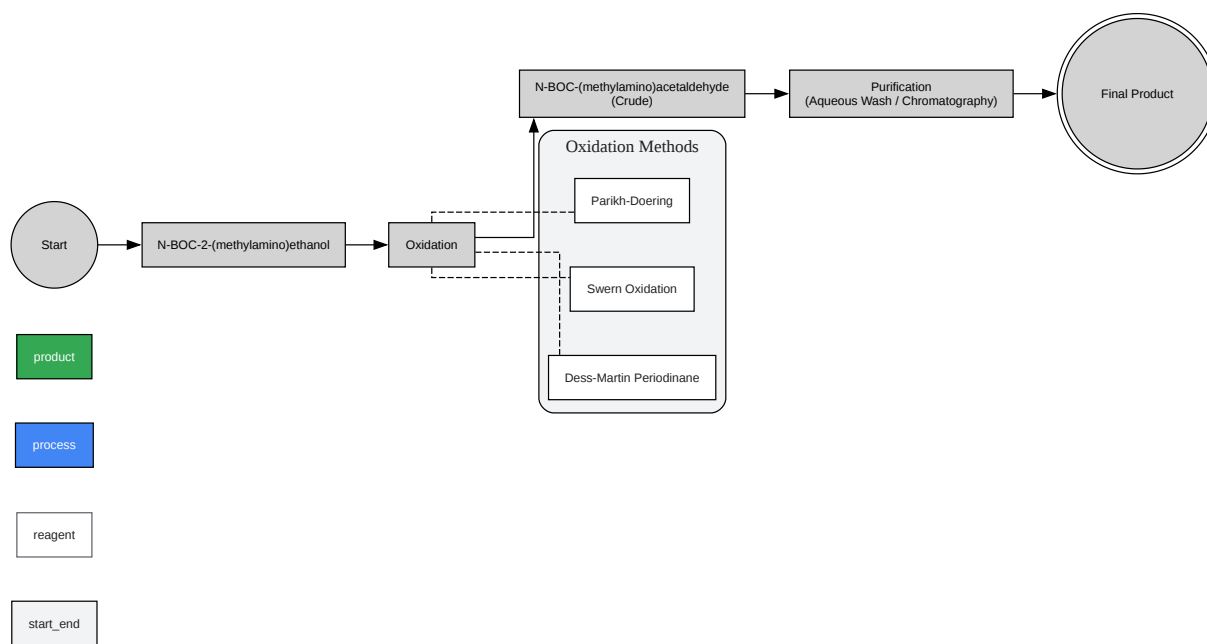 N-BOC-(methylamino)acetaldehyde
(Crude)
Purification
(Aqueous Wash / Chromatography)
Final Product
Oxidation Methods
Parikh-Doering
Start
N-BOC-2-(methylamino)ethanol
Oxidation
Swern Oxidation
Dess-Martin Periodinane
product
process
reagent
start_end